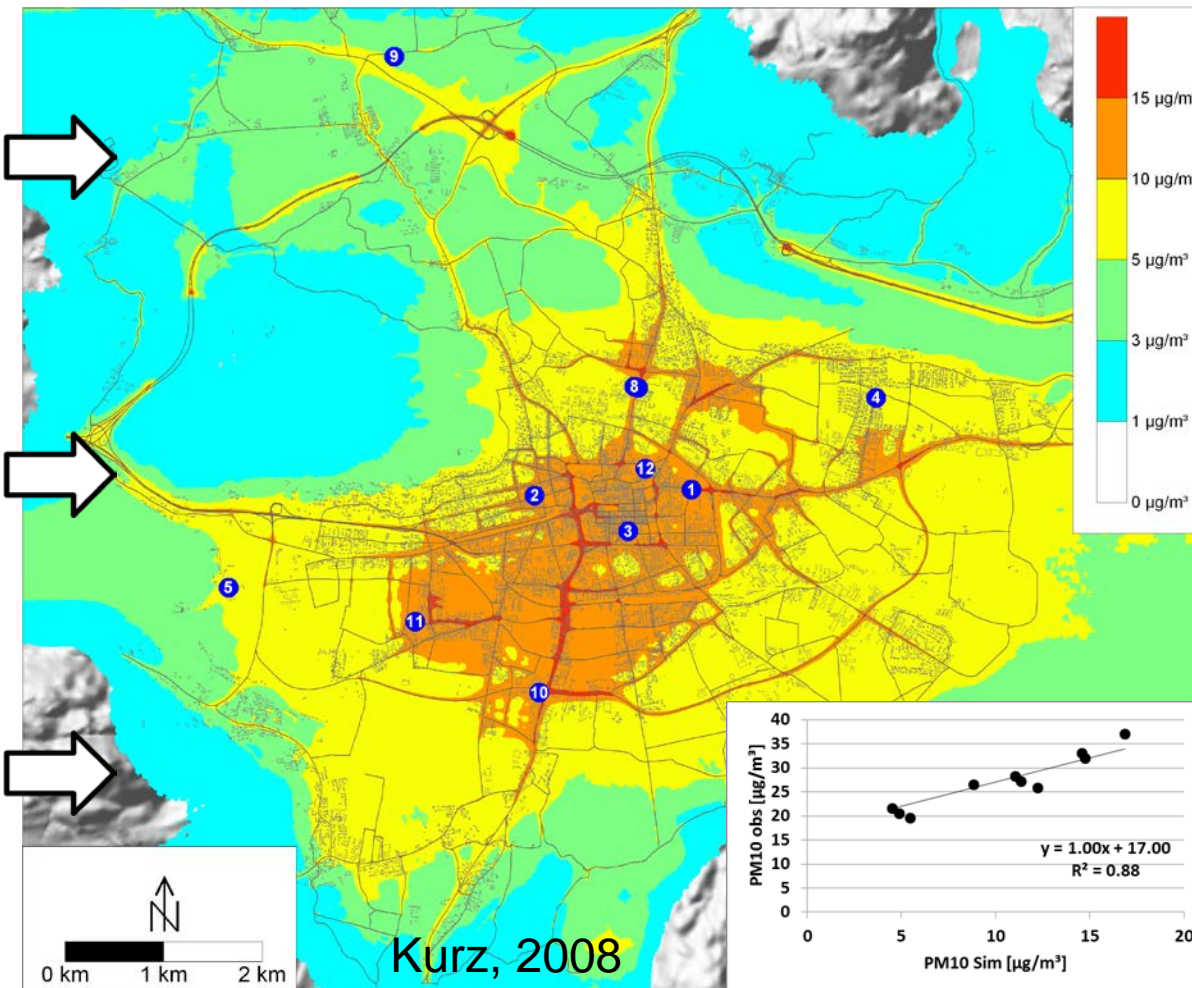 9
15 µg/m
10 µg/m
5 µg/m³
3 µg/m³
1 µg/m³
0 µg/m³
8
4
12
2
1
3
5
11
10
N
0 km 1 km 2 km
Kurz, 2008
PM10 obs [µg/m³]
40
35
30
25
20
15
10
5
0
y = 1.00x + 17.00
R² = 0.88
0 5 10 15 20
PM10 Sim [µg/m³]